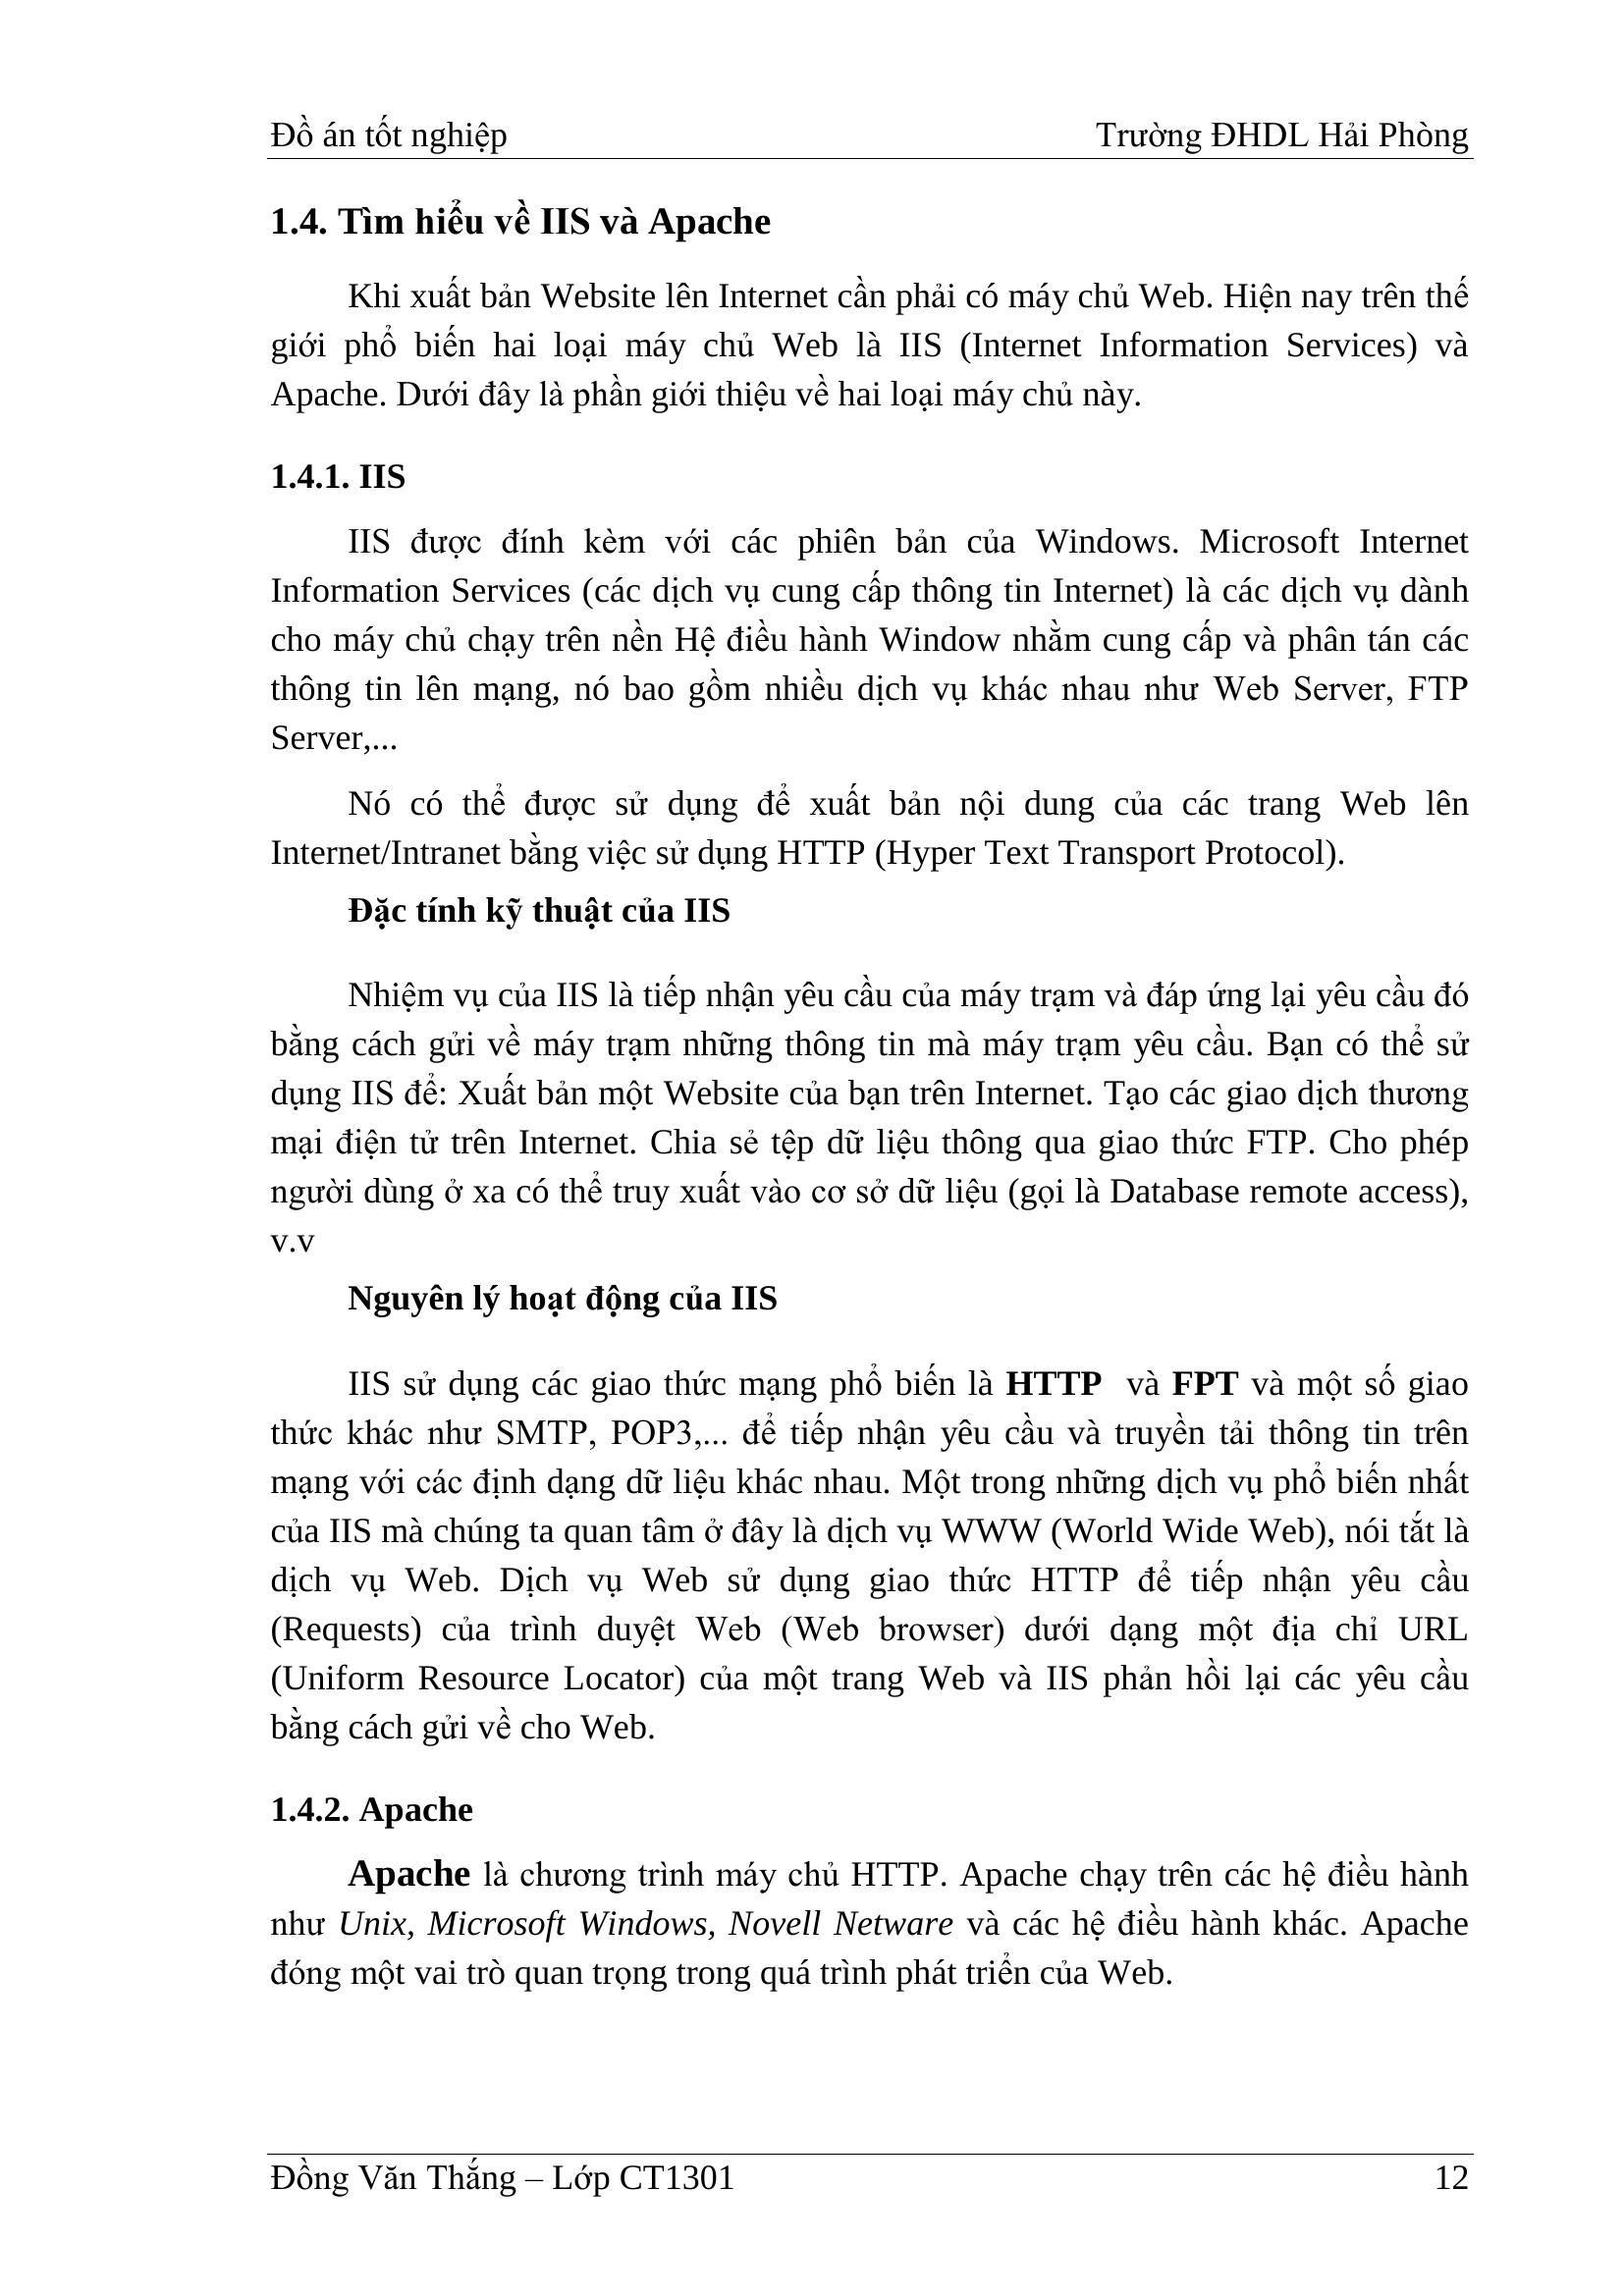 Đồ án tốt nghiệp Trường ĐHDL Hải Phòng
1.4. Tìm hiểu về IIS và Apache
Khi xuất bản Website lên Internet cần phải có máy chủ Web. Hiện nay trên thế
giới phổ biến hai loại máy chủ Web là IIS (Internet Information Services) và
Apache. Dưới đây là phần giới thiệu về hai loại máy chủ này.
1.4.1. IIS
IIS được đính kèm với các phiên bản của Windows. Microsoft Internet
Information Services (các dịch vụ cung cấp thông tin Internet) là các dịch vụ dành
cho máy chủ chạy trên nền Hệ điều hành Window nhằm cung cấp và phân tán các
thông tin lên mạng, nó bao gồm nhiều dịch vụ khác nhau như Web Server, FTP
Server,...
Nó có thể được sử dụng để xuất bản nội dung của các trang Web lên
Internet/Intranet bằng việc sử dụng HTTP (Hyper Text Transport Protocol).
Đặc tính kỹ thuật của IIS
Nhiệm vụ của IIS là tiếp nhận yêu cầu của máy trạm và đáp ứng lại yêu cầu đó
bằng cách gửi về máy trạm những thông tin mà máy trạm yêu cầu. Bạn có thể sử
dụng IIS để: Xuất bản một Website của bạn trên Internet. Tạo các giao dịch thương
mại điện tử trên Internet. Chia sẻ tệp dữ liệu thông qua giao thức FTP. Cho phép
người dùng ở xa có thể truy xuất vào cơ sở dữ liệu (gọi là Database remote access),
v.v
Nguyên lý hoạt động của IIS
IIS sử dụng các giao thức mạng phổ biến là HTTP và FPT và một số giao
thức khác như SMTP, POP3,... để tiếp nhận yêu cầu và truyền tải thông tin trên
mạng với các định dạng dữ liệu khác nhau. Một trong những dịch vụ phổ biến nhất
của IIS mà chúng ta quan tâm ở đây là dịch vụ WWW (World Wide Web), nói tắt là
dịch vụ Web. Dịch vụ Web sử dụng giao thức HTTP để tiếp nhận yêu cầu
(Requests) của trình duyệt Web (Web browser) dưới dạng một địa chỉ URL
(Uniform Resource Locator) của một trang Web và IIS phản hồi lại các yêu cầu
bằng cách gửi về cho Web.
1.4.2. Apache
Apache là chương trình máy chủ HTTP. Apache chạy trên các hệ điều hành
như Unix, Microsoft Windows, Novell Netware và các hệ điều hành khác. Apache
đóng một vai trò quan trọng trong quá trình phát triển của Web.
Đồng Văn Thắng – Lớp CT1301 12